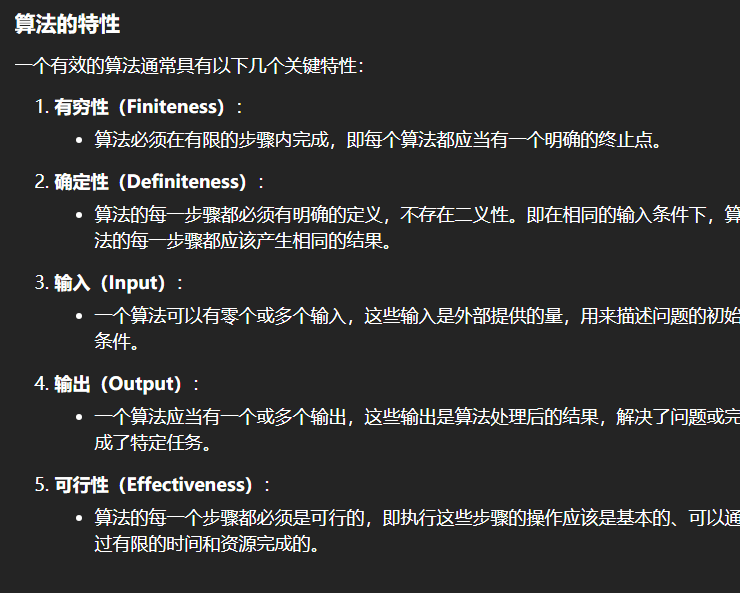 算法的特性
一个有效的算法通常具有以下几个关键特性：
1. 有穷性（Finiteness）：
• 算法必须在有限的步骤内完成，即每个算法都应当有一个明确的终止点。
2. 确定性（Definiteness）：
• 算法的每一步骤都必须有明确的定义，不存在二义性。即在相同的输入条件下，算
法的每一步骤都应该产生相同的结果。
3. 输入（Input）：
• 一个算法可以有零个或多个输入，这些输入是外部提供的量，用来描述问题的初始
条件。
4. 输出（Output）：
• 一个算法应当有一个或多个输出，这些输出是算法处理后的结果，解决了问题或完
成了特定任务。
5. 可行性（Effectiveness）：
• 算法的每一个步骤都必须是可行的，即执行这些步骤的操作应该是基本的、可以通
过有限的时间和资源完成的。